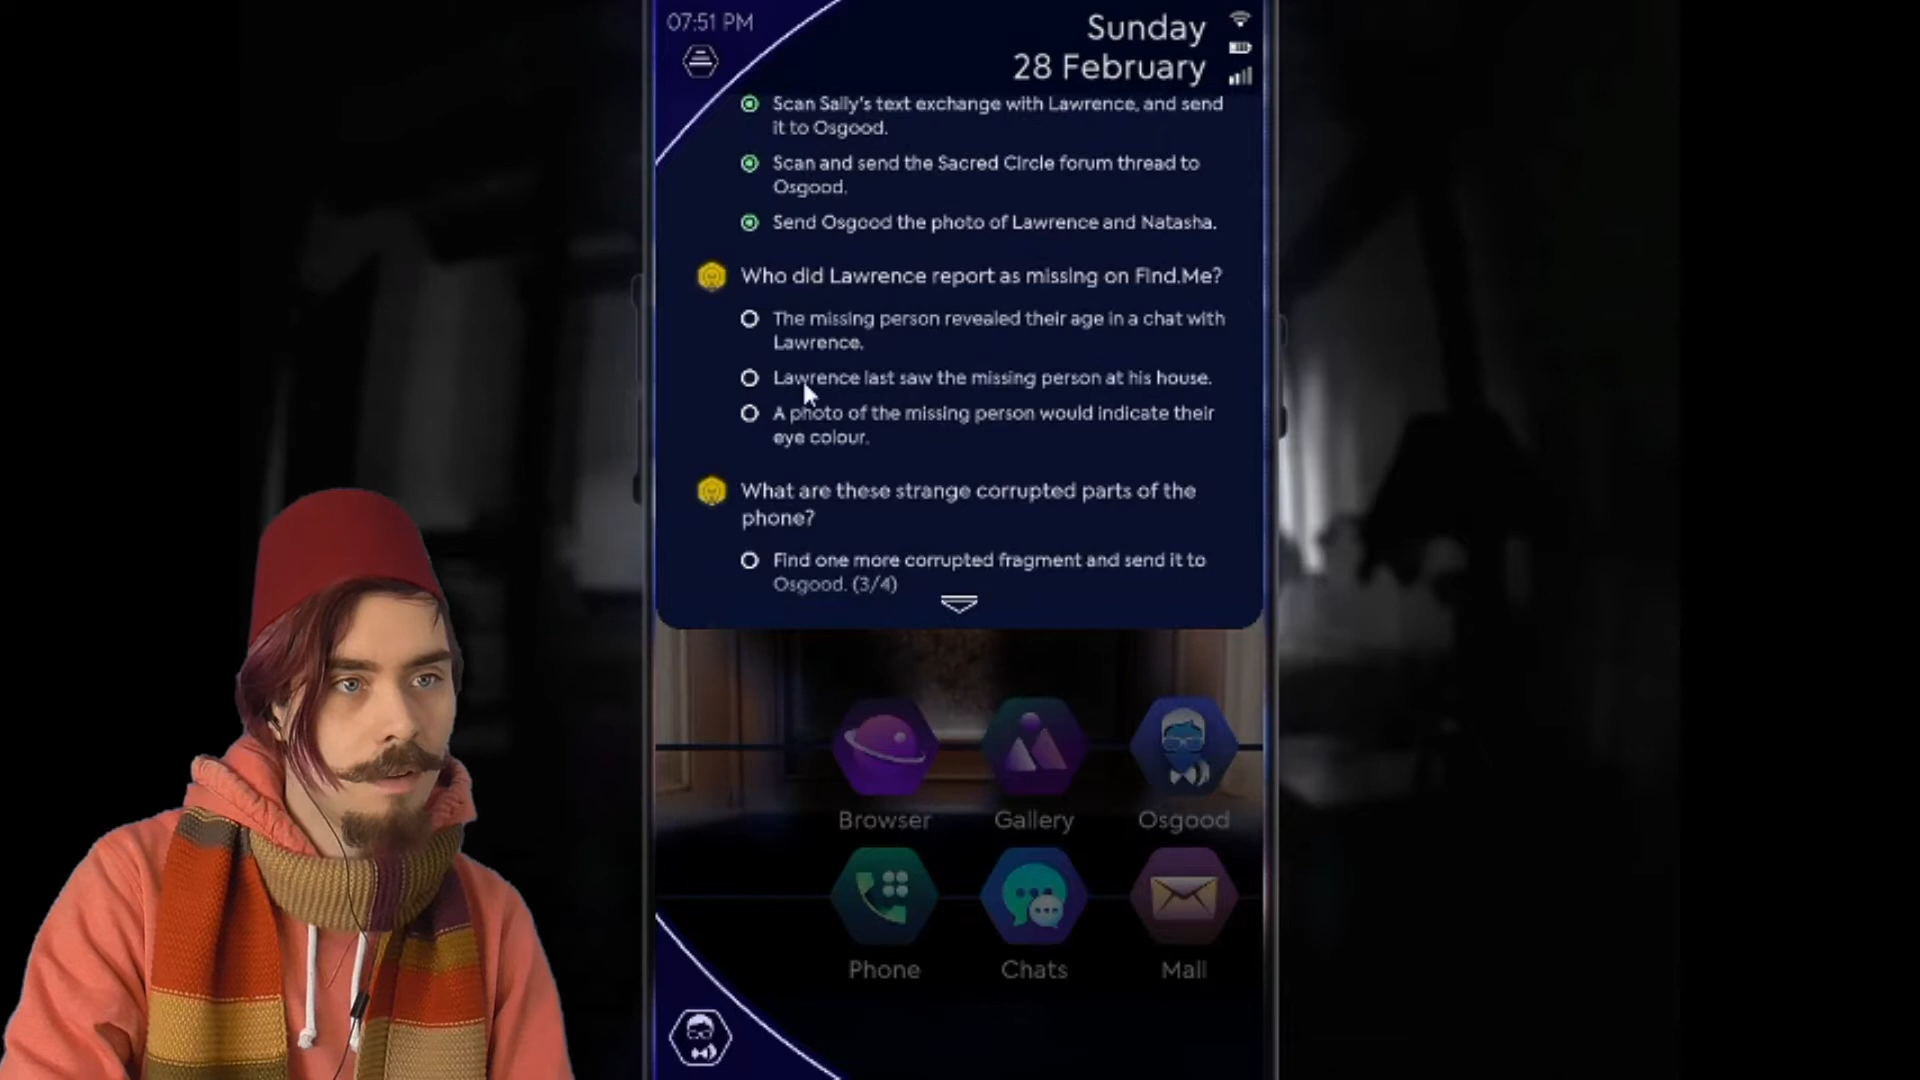 07:51 PM
Sunday
28 February
Scan Sally's text exchange with Lawrence, and send
it to Osgood.
Scan and send the Sacred Circle forum thread to
Osgood.
Send Osgood the photo of Lawrence and Natasha.
Who did Lawrence report as missing on Find.Me?
The missing person revealed their age in a chat with
Lawrence.
Lawrence last saw the missing person at his house.
A photo of the missing person would indicate their
eye colour.
What are these strange corrupted parts of the
phone?
Find one more corrupted fragment and send it to
Osgood. (3/4)
Browser
Gallery
Osgood
Phone
Chats
Mail